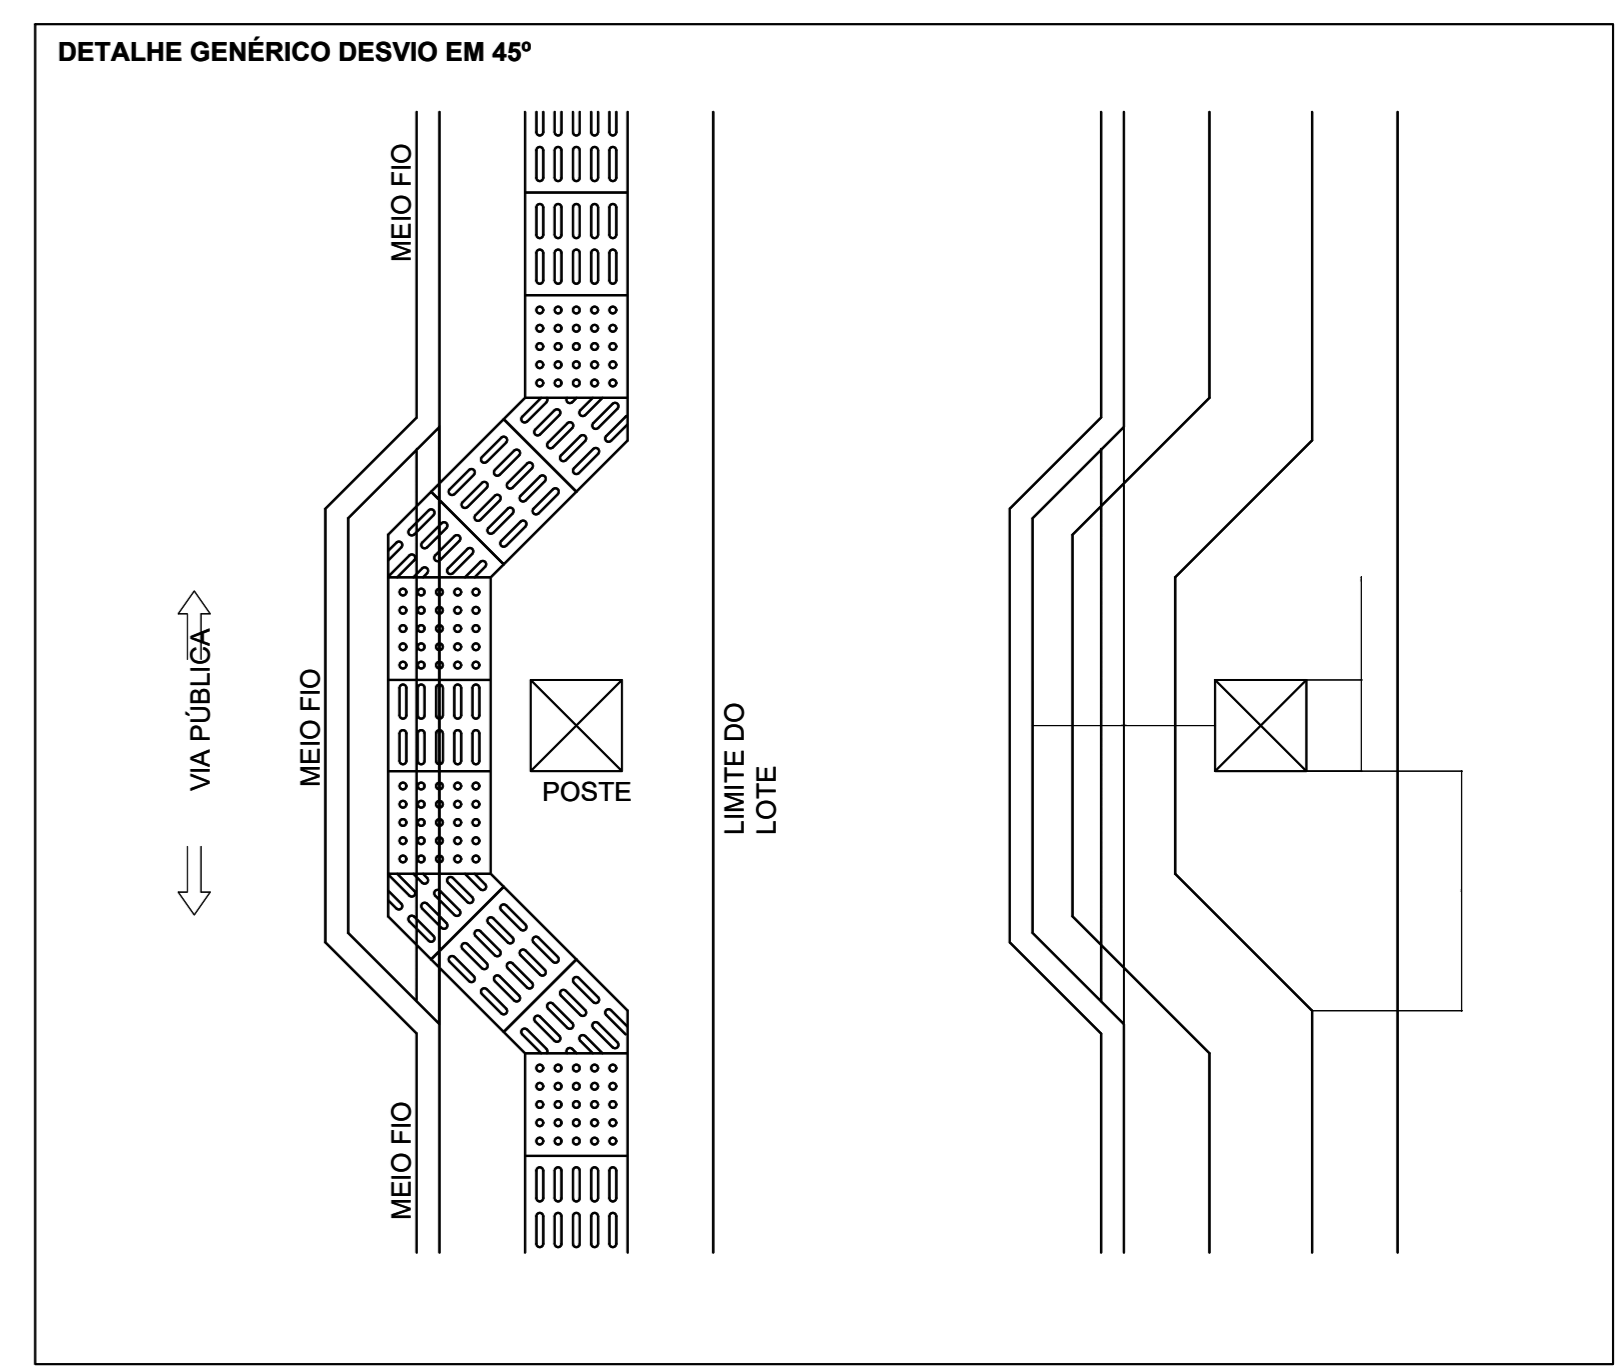 DETALHE GENÉRICO DESVIO EM 45º
MEIO FIO
VIA PÚBLICA
MEIO FIO
POSTE
LIMITE DO
LOTE
MEIO FIO